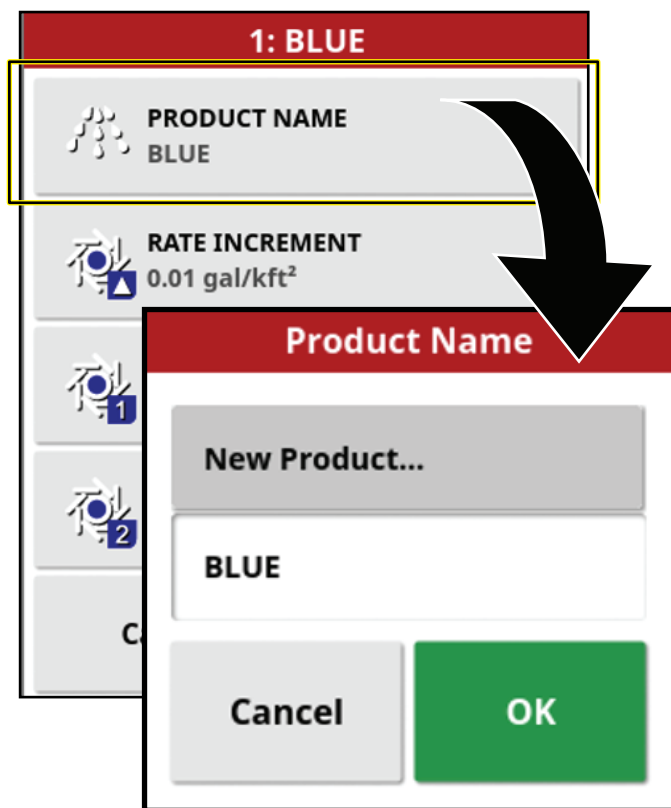 1: BLUE
PRODUCT NAME
BLUE
RATE INCREMENT
0.01 gal/kft²
1
2
Product Name
New Product...
BLUE
Cancel
OK